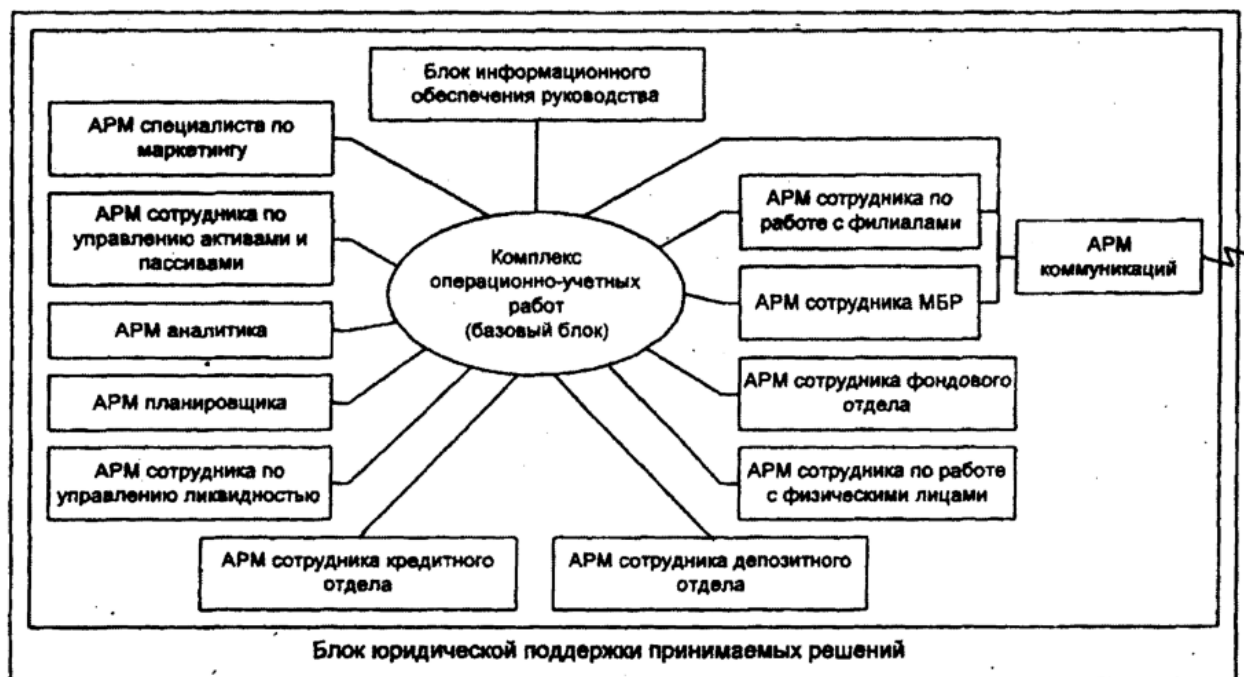 Блок информационного
обеспечения руководства
АРМ специалиста по
маркетингу
АРМ сотрудника по
управлению активами и
пассивами
АРМ аналитика
АРМ планировщика
АРМ сотрудника по
управлению ликвидностью
АРМ сотрудника кредитного
отдела
Комплекс
операционно-учетных
работ
(базовый блок)
АРМ сотрудника по
работе с филиалами
АРМ сотрудника МБР
АРМ сотрудника фондового
отдела
АРМ сотрудника по работе
с физическими лицами
АРМ сотрудника депозитного
отдела
АРМ
коммуникаций
Блок юридической поддержки принимаемых решений